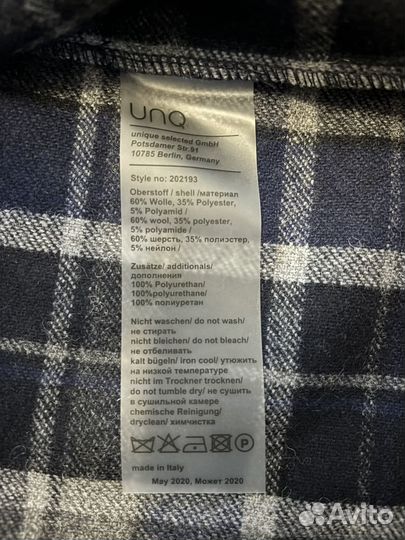 unq
unique selected GmbH
Potsdamer Str.91
10785 Berlin, Germany
Style no: 202193
Oberstoff / shell /материал
60% Wolle, 35% Polyester,
5% Polyamid /
60% wool, 35% polyester,
5% polyamide /
60% шерсть, 35% полиэстер,
5% нейлон /
Zusätze/ additionals/
дополнения
100% Polyurethan/
100%polyurethane/
100% полиуретан
Nicht waschen/ do not wash/
не стирать
nicht bleichen/ do not bleach/
не отбеливать
kalt bügeln/ iron cool/ утюжить
на низкой температуре
nicht im Trockner trocknen/
do not tumble dry/ не сушить
в сушильной камере
chemische Reinigung/
dryclean/ химчистка
P
made in Italy
May 2020, Может 2020
Avito